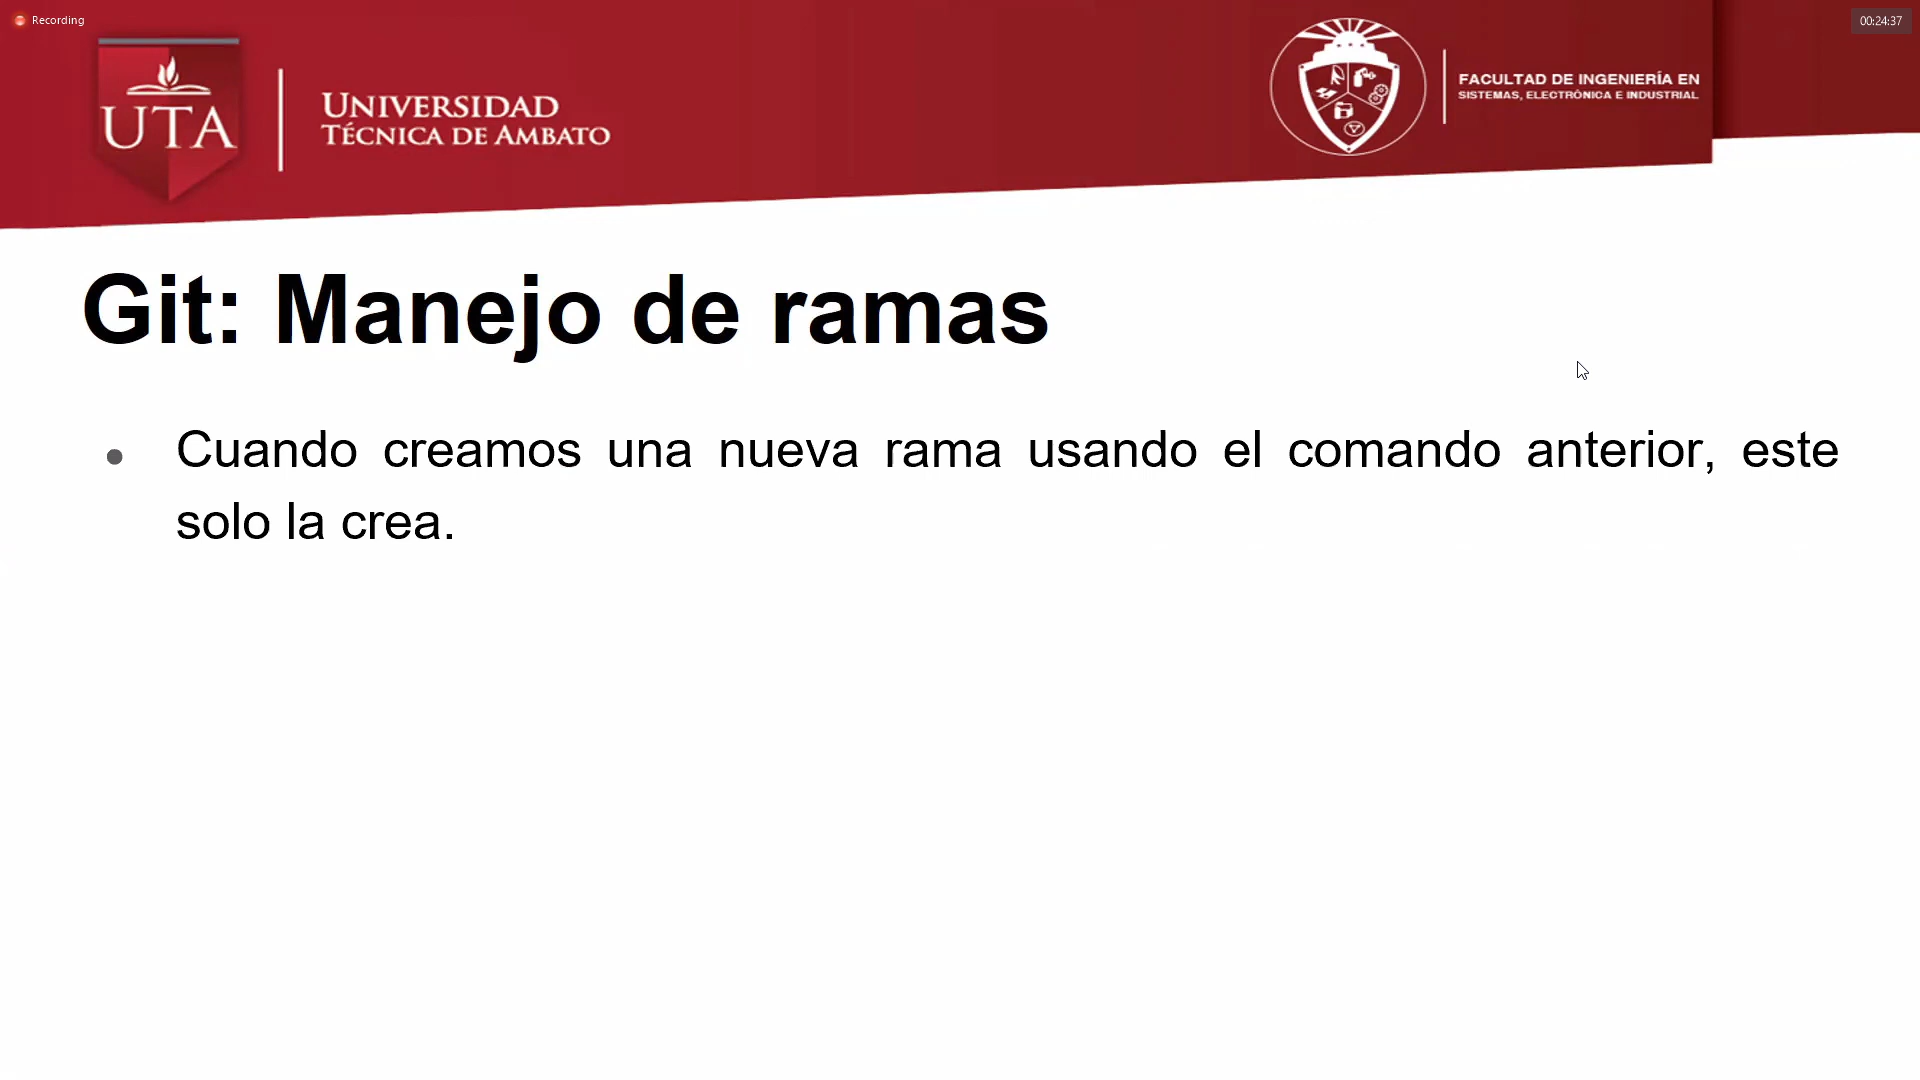 Recording
00:24:37
UTA
UNIVERSIDAD
TÉCNICA DE AMBATO
FACULTAD DE INGENIERÍA EN
SISTEMAS, ELECTRÓNICA E INDUSTRIAL
Git: Manejo de ramas
● Cuando creamos una nueva rama usando el comando anterior, este
solo la crea.